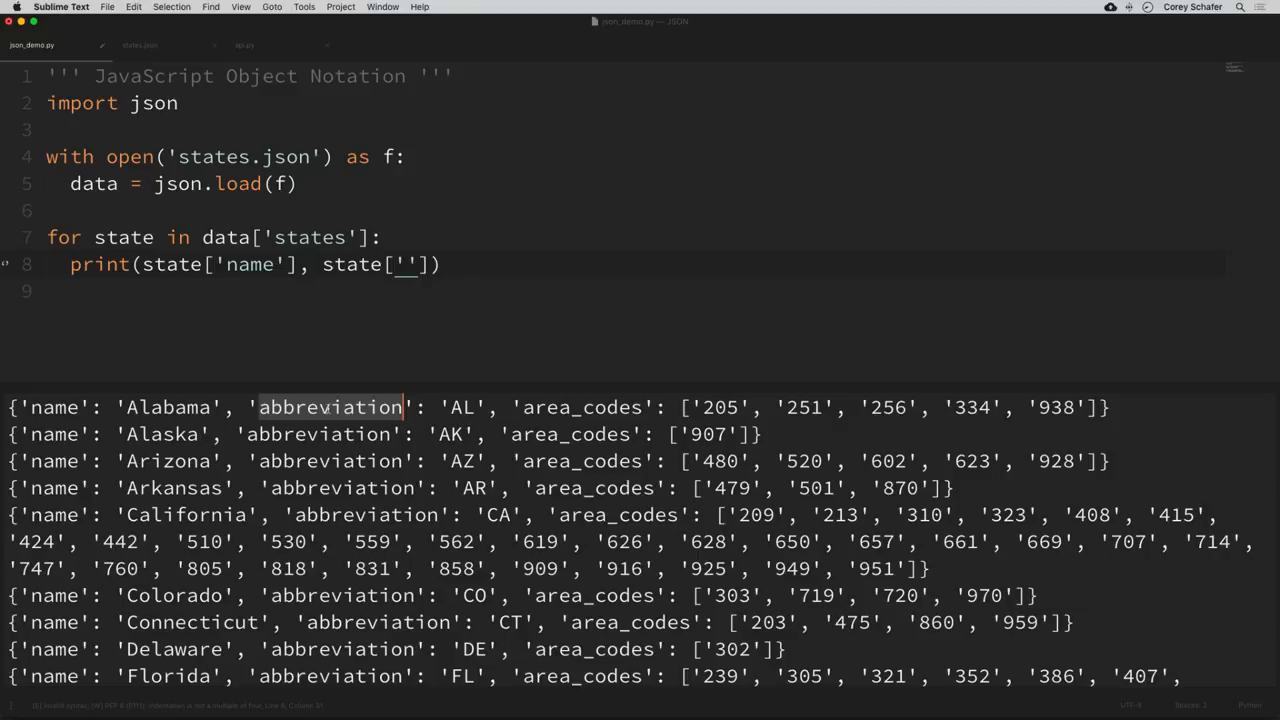 Sublime Text File Edit Selection Find View Goto Tools Project Window Help Corey Schafer
json_demo.py — JSON
json_demo.py states.json api.py
1 ''' JavaScript Object Notation '''
2 import json
3
4 with open('states.json') as f:
5 data = json.load(f)
6
7 for state in data['states']:
8 print(state['name'], state[''])
9
{'name': 'Alabama', 'abbreviation': 'AL', 'area_codes': ['205', '251', '256', '334', '938']}
{'name': 'Alaska', 'abbreviation': 'AK', 'area_codes': ['907']}
{'name': 'Arizona', 'abbreviation': 'AZ', 'area_codes': ['480', '520', '602', '623', '928']}
{'name': 'Arkansas', 'abbreviation': 'AR', 'area_codes': ['479', '501', '870']}
{'name': 'California', 'abbreviation': 'CA', 'area_codes': ['209', '213', '310', '323', '408', '415',
'424', '442', '510', '530', '559', '562', '619', '626', '628', '650', '657', '661', '669', '707', '714',
'747', '760', '805', '818', '831', '858', '909', '916', '925', '949', '951']}
{'name': 'Colorado', 'abbreviation': 'CO', 'area_codes': ['303', '719', '720', '970']}
{'name': 'Connecticut', 'abbreviation': 'CT', 'area_codes': ['203', '475', '860', '959']}
{'name': 'Delaware', 'abbreviation': 'DE', 'area_codes': ['302']}
{'name': 'Florida', 'abbreviation': 'FL', 'area_codes': ['239', '305', '321', '352', '386', '407',
UTF-8 Spaces: 2 Python